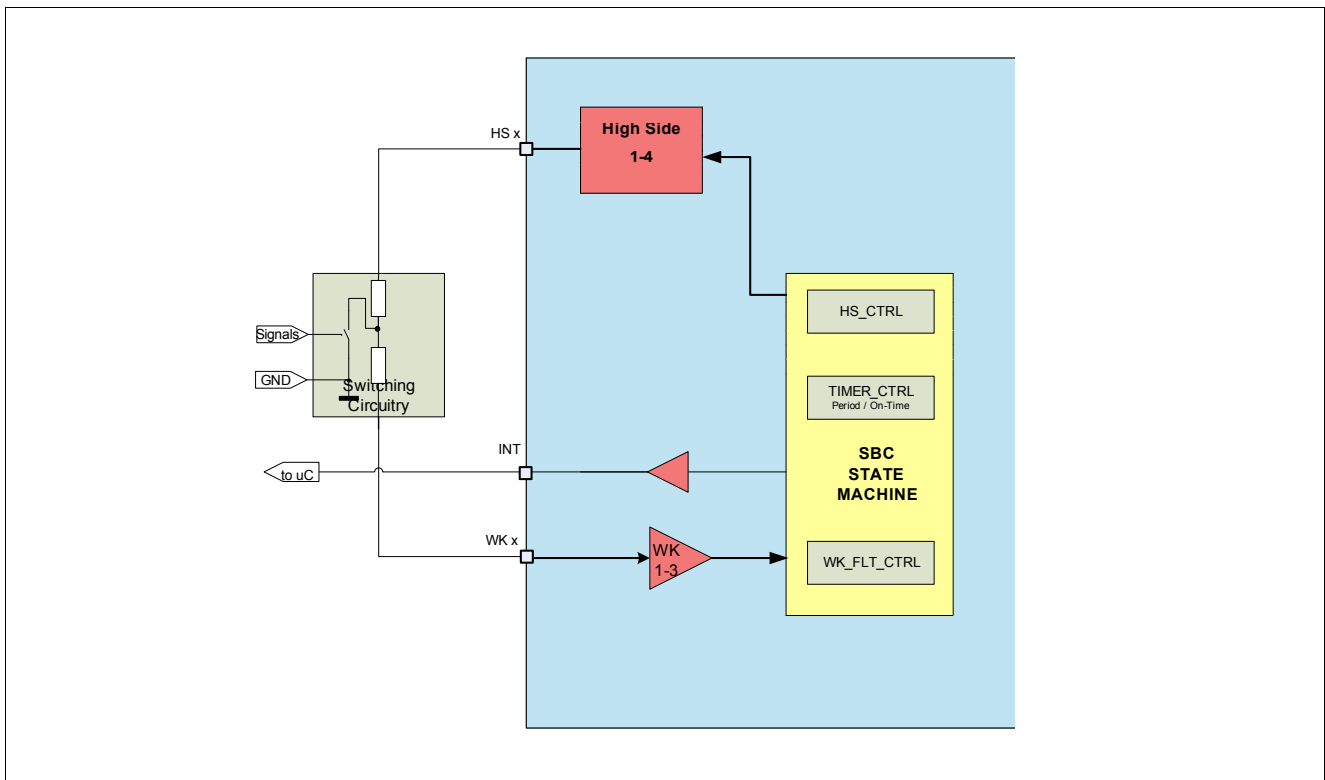 HS x
High Side
1-4
HS_CTRL
Signals
GND
Switching
Circuitry
TIMER_CTRL
Period / On-Time
SBC
STATE
MACHINE
INT
to uC
WK x
WK
1-3
WK_FLT_CTRL